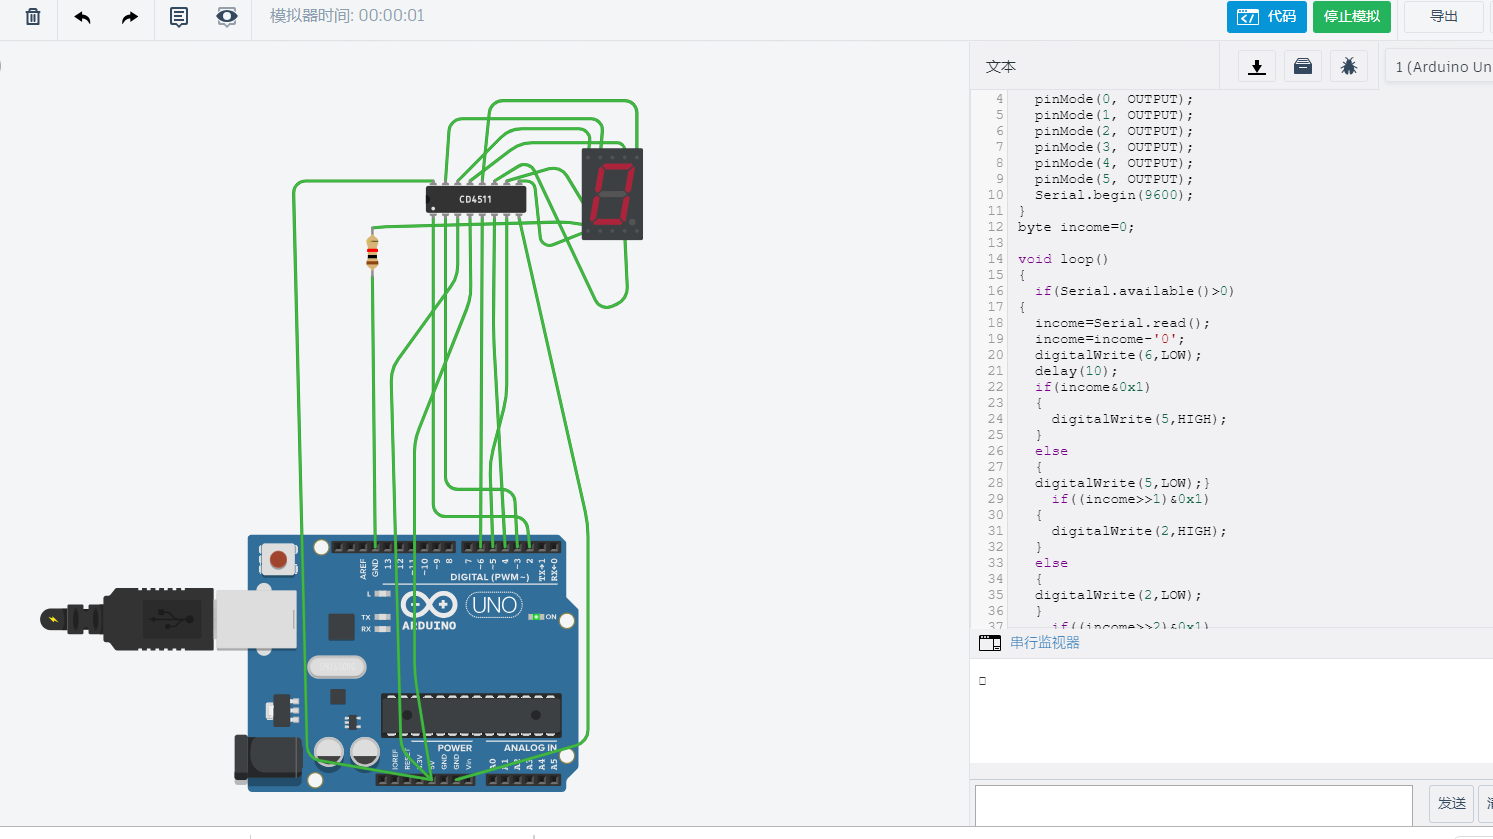 模拟器时间: 00:00:01
代码
停止模拟
导出
文本
1 (Arduino Un
4 pinMode(0, OUTPUT);
5 pinMode(1, OUTPUT);
6 pinMode(2, OUTPUT);
7 pinMode(3, OUTPUT);
8 pinMode(4, OUTPUT);
9 pinMode(5, OUTPUT);
10 Serial.begin(9600);
11 }
12 byte income=0;
13
14 void loop()
15 {
16 if(Serial.available()>0)
17 {
18 income=Serial.read();
19 income=income-'0';
20 digitalWrite(6,LOW);
21 delay(10);
22 if(income&0x1)
23 {
24 digitalWrite(5,HIGH);
25 }
26 else
27 {
28 digitalWrite(5,LOW);}
29 if((income>>1)&0x1)
30 {
31 digitalWrite(2,HIGH);
32 }
33 else
34 {
35 digitalWrite(2,LOW);
36 }
37 if((income>>2)&0x1)
串行监视器
发送
CD4511
0
AREF
GND
13
12
~11
~10
~9
8
7
~6
~5
4
~3
2
TX→1
RX←0
DIGITAL (PWM~)
L
TX
RX
ARDUINO
UNO
ON
POWER
ANALOG IN
IOREF
RESET
3.3V
5V
GND
GND
Vin
A0
A1
A2
A3
A4
A5